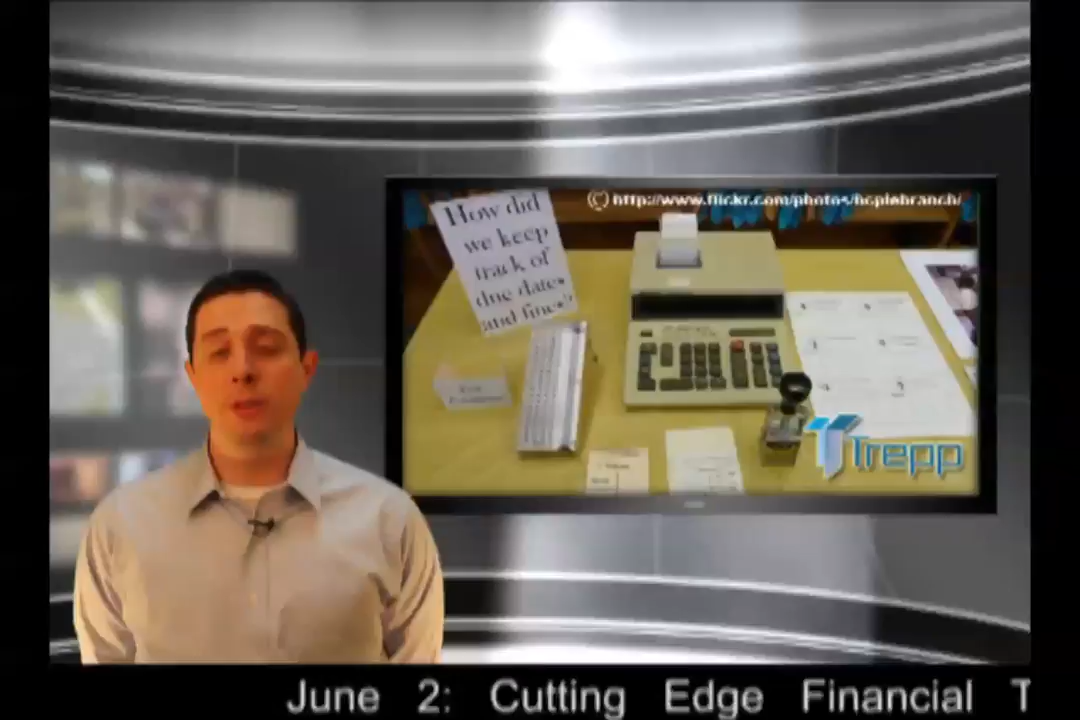 How did
we keep
track of
due dates
and fines?
© http://www.flickr.com/photos/hcplebranch/
Trepp
June 2: Cutting Edge Financial T